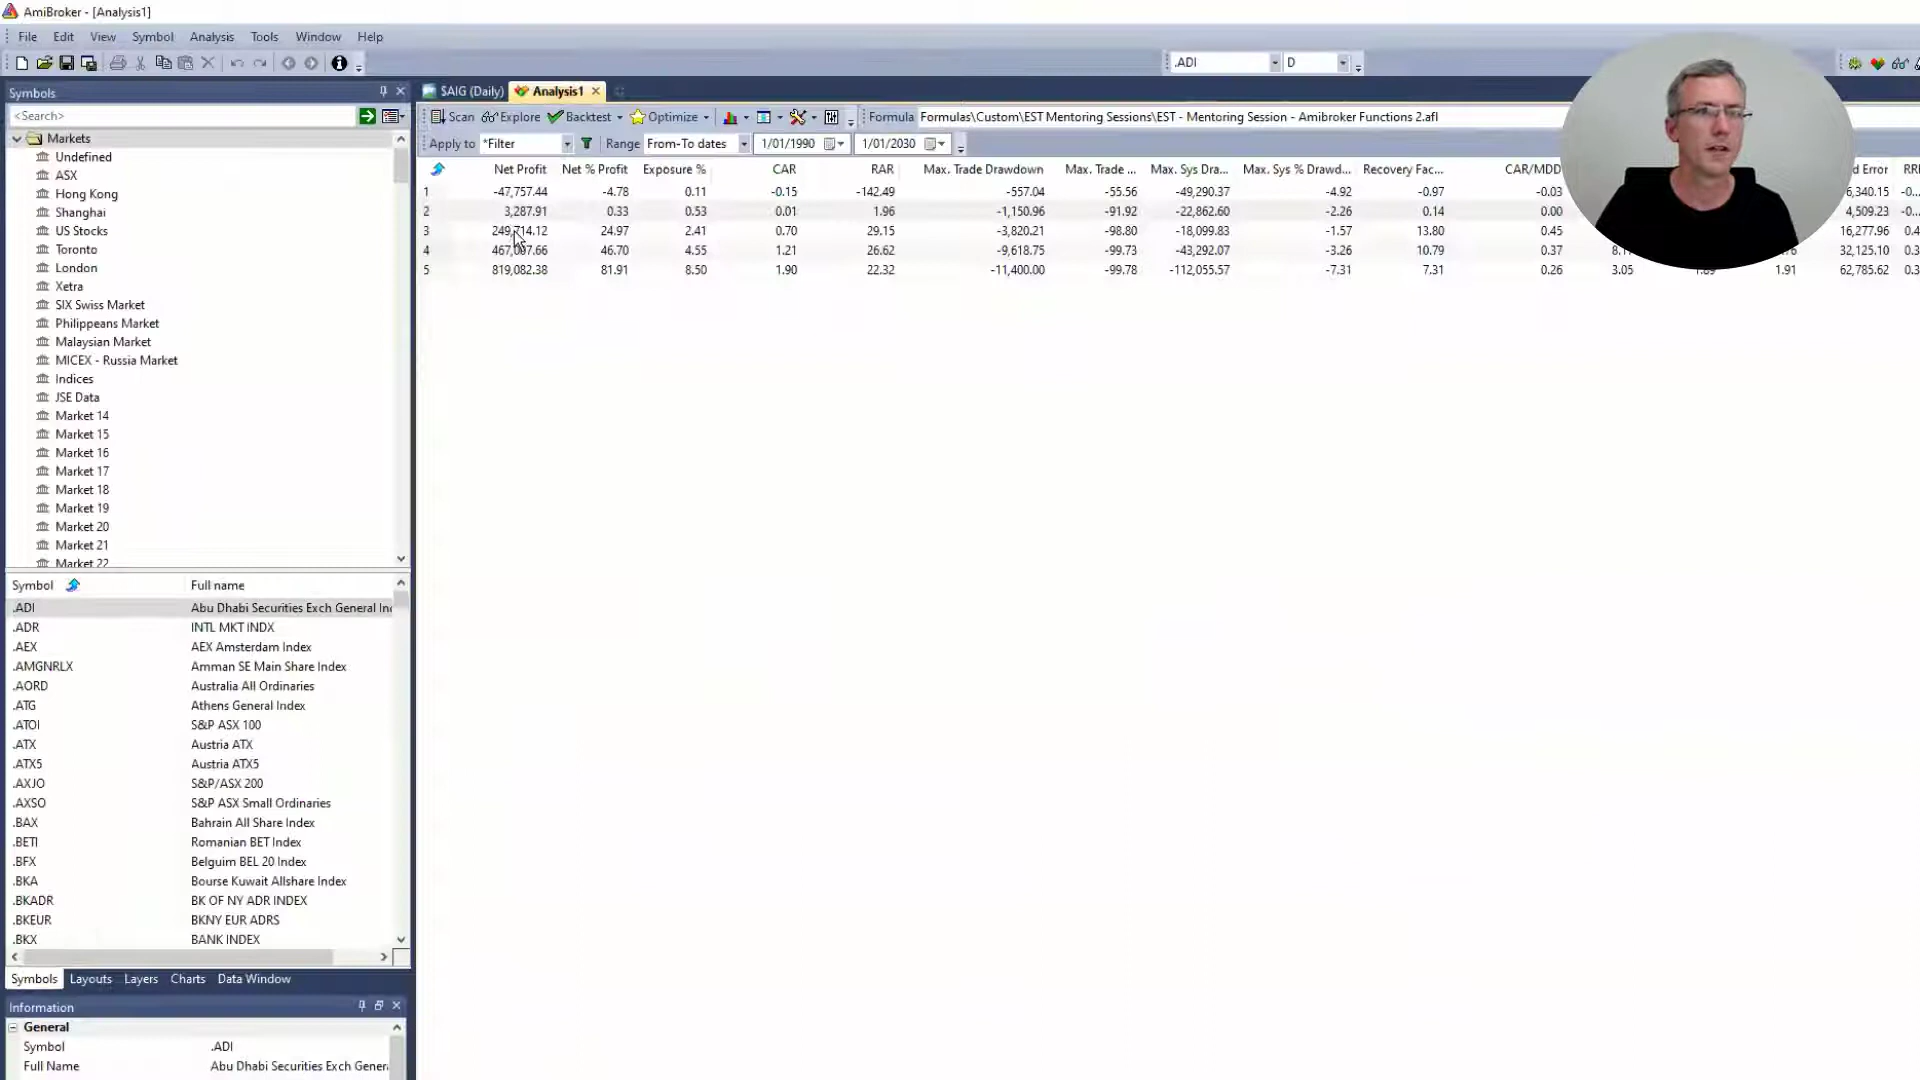 AmiBroker - [Analysis1]
File Edit View Symbol Analysis Tools Window Help
.ADI D
Symbols
$AIG (Daily) Analysis1
<Search>
Scan Explore Backtest Optimize Formula Formulas\Custom\EST Mentoring Sessions\EST - Mentoring Session - Amibroker Functions 2.afl
Apply to *Filter Range From-To dates 1/01/1990 1/01/2030
Net Profit Net % Profit Exposure % CAR RAR Max. Trade Drawdown Max. Trade ... Max. Sys Dra... Max. Sys % Drawd... Recovery Fac... CAR/MDD d Error RR
1 -47,757.44 -4.78 0.11 -0.15 -142.49 -557.04 -55.56 -49,290.37 -4.92 -0.97 -0.03 6,340.15 -0...
2 3,287.91 0.33 0.53 0.01 1.96 -1,150.96 -91.92 -22,862.60 -2.26 0.14 0.00 4,509.23 -0...
3 249,714.12 24.97 2.41 0.70 29.15 -3,820.21 -98.80 -18,099.83 -1.57 13.80 0.45 16,277.96 0.4
4 46.70 4.55 1.21 26.62 -9,618.75 -99.73 -43,292.07 -3.26 10.79 0.37 32,125.10 0.3
5 819,082.38 81.91 8.50 1.90 22.32 -11,400.00 -99.78 -112,055.57 -7.31 7.31 0.26 3.05 1.91 62,785.62 0.3
Markets
Undefined
ASX
Hong Kong
Shanghai
US Stocks
Toronto
London
Xetra
SIX Swiss Market
Philippeans Market
Malaysian Market
MICEX - Russia Market
Indices
JSE Data
Market 14
Market 15
Market 16
Market 17
Market 18
Market 19
Market 20
Market 21
Market 22
Symbol Full name
.ADI Abu Dhabi Securities Exch General In
.ADR INTL MKT INDX
.AEX AEX Amsterdam Index
.AMGNRLX Amman SE Main Share Index
.AORD Australia All Ordinaries
.ATG Athens General Index
.ATOI S&P ASX 100
.ATX Austria ATX
.ATX5 Austria ATX5
.AXJO S&P/ASX 200
.AXSO S&P ASX Small Ordinaries
.BAX Bahrain All Share Index
.BETI Romanian BET Index
.BFX Belguim BEL 20 Index
.BKA Bourse Kuwait Allshare Index
.BKADR BK OF NY ADR INDEX
.BKEUR BKNY EUR ADRS
.BKX BANK INDEX
Symbols Layouts Layers Charts Data Window
Information
General
Symbol .ADI
Full Name Abu Dhabi Securities Exch Gener